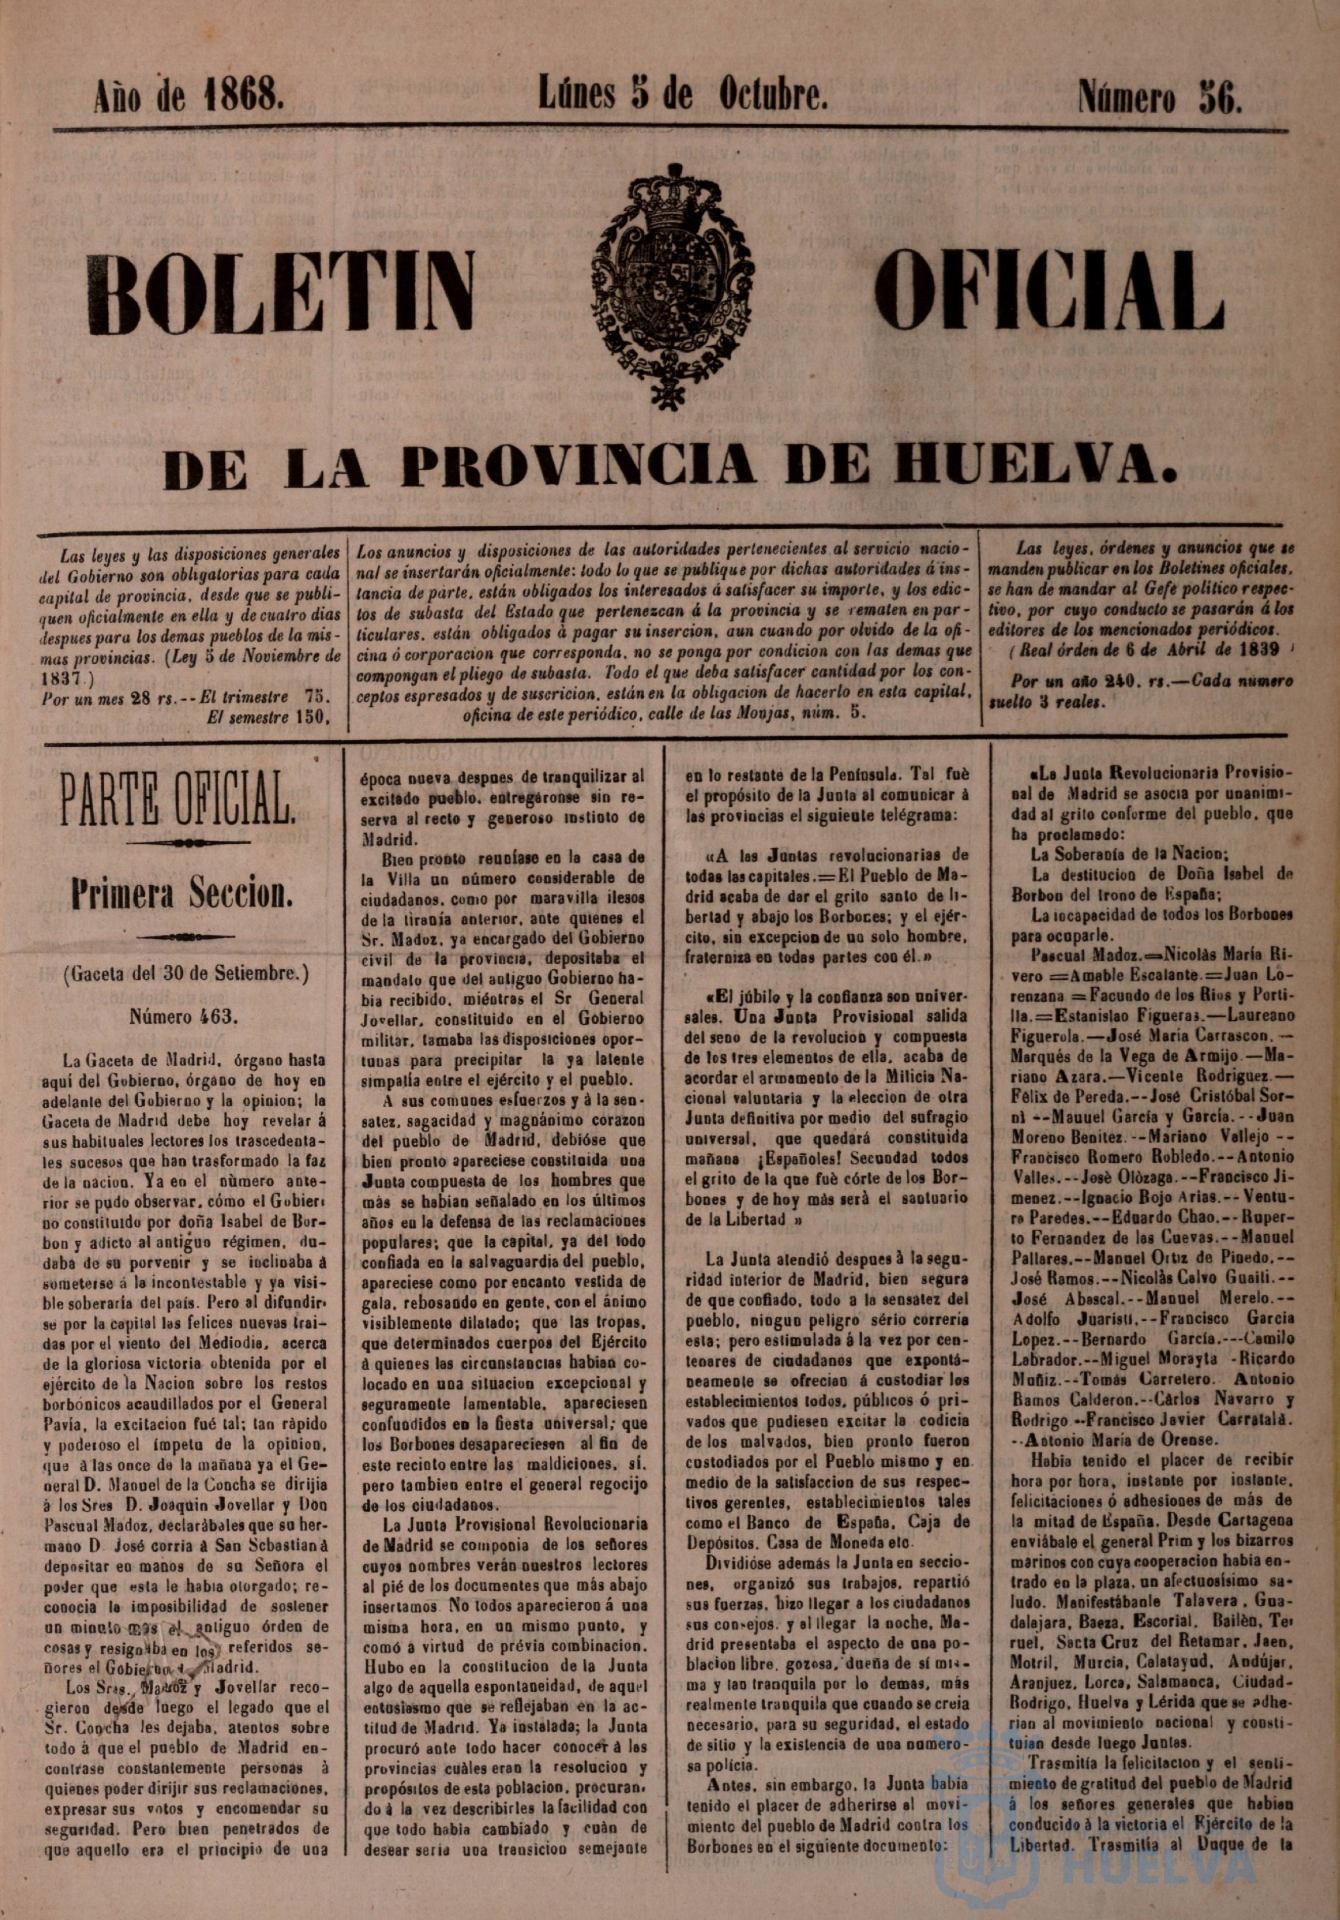 Año de 1868.
Lúnes 5 de Octubre.
Número 56.
BOLETIN
OFICIAL
DE LA PROVINCIA DE HUELVA.
Las leyes y las disposiciones generales
del Gobierno son obligatorias para cada
capital de provincia, desde que se publi-
quen oficialmente en ella y de cuatro dias
despues para los demas pueblos de la mis-
mas provincias. (Ley 5 de Noviembre de
1837.)
Por un mes 28 rs.--El trimestre 75.
El semestre 150,
Los anuncios y disposiciones de las autoridades pertenecientes al servicio nacio-
nal se insertarán oficialmente: todo lo que se publique por dichas autoridades á ins-
tancia de parte, están obligados los interesados á satisfacer su importe, y los edic-
tos de subasta del Estado que pertenezcan á la provincia y se rematen en par-
ticulares, están obligados á pagar su insercion, aun cuando por olvido de la ofi-
cina ó corporacion que corresponda, no se ponga por condicion con las demas que
compongan el pliego de subasta. Todo el que deba satisfacer cantidad por los con-
ceptos espresados y de suscricion, están en la obligacion de hacerlo en esta capital,
oficina de este periódico, calle de las Monjas, núm. 5.
Las leyes, órdenes y anuncios que se
manden publicar en los Boletines oficiales,
se han de mandar al Gefe politico respec-
tivo, por cuyo conducto se pasarán á los
editores de los mencionados periódicos.
(Real órden de 6 de Abril de 1839
Por un año 240, rs.—Cada número
suelto 3 reales.
PARTE OFICIAL.
Primera Seccion.
(Gaceta del 30 de Setiembre.)
Número 463.
La Gaceta de Madrid, órgano hasta
aquí del Gobierno, órgano de hoy en
adelante del Gobierno y la opinion; la
Gaceta de Madrid debe hoy revelar á
sus habituales lectores los trascedenta-
les sucesos que han trasformado la faz
de la nacion. Ya en el número ante-
rior se pudo observar, cómo el Gobier-
no constituido por doña Isabel de Bor-
bon y adicto al antiguo régimen, du-
daba de su porvenir y se inclinaba á
someterse á la incontestable y ya visi-
ble soberaria del país. Pero al difundir-
se por la capital las felices nuevas trai-
das por el viento del Mediodia, acerca
de la gloriosa victoria obtenida por el
ejército de la Nacion sobre los restos
borbónicos acaudillados por el General
Pavia, la excitacion fué tal; tan rápido
y poderoso el ímpetu de la opinion,
que á las once de la mañana ya el Ge-
neral D. Manuel de la Concha se dirijia
á los Sres D. Joaquin Jovellar y Don
Pascual Madoz, declarábales que su her-
mano D José corria á San Sebastian á
depositar en manos de su Señora el
poder que esta le habia otorgado; re-
conocia la imposibilidad de sostener
un minuto más el antiguo órden de
cosas y resignaba en los referidos se-
ñores el Gobierno de Madrid.
Los Sres. Madoz y Jovellar reco-
gieron desde luego el legado que el
Sr. Concha les dejaba, atentos sobre
todo á que el pueblo de Madrid en-
contrase constantemente personas á
quienes poder dirijir sus reclamaciones,
expresar sus votos y encomendar su
seguridad. Pero bien penetrados de
que aquello era el principio de una
época nueva despues de tranquilizar al
excitado pueblo, entregáronse sin re-
serva al recto y generoso instinto de
Madrid.
Bien pronto reuníase en la casa de
la Villa un número considerable de
ciudadanos, como por maravilla ilesos
de la tiranía anterior, ante quienes el
Sr. Madoz, ya encargado del Gobierno
civil de la provincia, depositaba el
mandato que del antiguo Gobierno ha-
bia recibido, miéntras el Sr General
Jovellar, constituido en el Gobierno
militar, tamaba las disposiciones opor-
tunas para precipitar la ya latente
simpatía entre el ejército y el pueblo.
A sus comunes esfuerzos y á la sen-
satez, sagacidad y magnánimo corazon
del pueblo de Madrid, debióse que
bien pronto apareciese constituida una
Junta compuesta de los hombres que
más se habian señalado en los últimos
años en la defensa de las reclamaciones
populares; que la capital, ya del todo
confiada en la salvaguardia del pueblo,
apareciese como por encanto vestida de
gala, rebosando en gente, con el ánimo
visiblemente dilatado; que las tropas,
que determinados cuerpos del Ejército
á quienes las circunstancias habian co-
locado en una situacion excepcional y
seguramente lamentable, apareciesen
confundidos en la fiesta universal; que
los Borbones desapareciesen al fin de
este recinto entre las maldiciones, sí,
pero tambien entre el general regocijo
de los ciudadanos.
La Junta Provisional Revolucionaria
de Madrid se componia de los señores
cuyos nombres verán nuestros lectores
al pié de los documentos que más abajo
insertamos. No todos aparecieron á una
misma hora, en un mismo punto, y
comó á virtud de prévia combinacion.
Hubo en la constitucion de la Junta
algo de aquella espontaneidad, de aquel
entusiasmo que se reflejaban en la ac-
titud de Madrid. Ya instalada; la Junta
procuró ante todo hacer conocer á las
provincias cuàles eran la resolucion y
propósitos de esta poblacion, procuran-
do á la vez describirles la facilidad con
que todo habia cambiado y cuàn de
desear seria una transicion semejante
en lo restante de la Península. Tal fuè
el propósito de la Junta al comunicar à
las provincias el siguiente telégrama:
«A las Juntas revolucionarias de
todas las capitales.=El Pueblo de Ma-
drid acaba de dar el grito santo de li-
bertad y abajo los Borbones; y el ejér-
cito, sin excepcion de un solo hombre,
fraterniza en todas partes con él.»
«El júbilo y la confianza son univer-
sales. Una Junta Provisional salida
del seno de la revolucion y compuesta
de los tres elementos de ella, acaba de
acordar el armamento de la Milicia Na-
cional voluntaria y la eleccion de otra
Junta definitiva por medio del sufragio
universal, que quedará constituida
mañana ¡Españoles! Secundad todos
el grito de la que fuè córte de los Bor-
bones y de hoy más serà el santuario
de la Libertad »
La Junta atendió despues à la segu-
ridad interior de Madrid, bien segura
de que confiado, todo a la sensatez del
pueblo, ningun peligro sério correria
esta; pero estimulada á la vez por cen-
tenares de ciudadanos que expontá-
neamente se ofrecian á custodiar los
establecimientos todos, públicos ó pri-
vados que pudiesen excitar la codicia
de los malvados, bien pronto fueron
custodiados por el Pueblo mismo y en
medio de la satisfaccion de sus respec-
tivos gerentes, establecimientos tales
como el Banco de España, Caja de
Depósitos, Casa de Moneda etc.
Dividióse además la Junta en seccio-
nes, organizó sus trabajos, repartió
sus fuerzas, hizo llegar a los ciudadanos
sus consejos, y al llegar la noche, Ma-
drid presentaba el aspecto de una po-
blacion libre, gozosa, dueña de sí mis-
ma y tan tranquila por lo demas, más
realmente tranquila que cuando se creia
necesario, para su seguridad, el estado
de sitio y la existencia de una numero-
sa policía.
Antes, sin embargo, la Junta habia
tenido el placer de adherirse al movi-
miento del pueblo de Madrid contra los
Borbones en el siguiente documento:
«La Junta Revolucionaria Provisio-
nal de Madrid se asocia por unanimi-
dad al grito conforme del pueblo, que
ha proclamado:
La Soberanía de la Nacion;
La destitucion de Doña Isabel de
Borbon del trono de España;
La incapacidad de todos los Borbones
para ocuparle.
Pascual Madoz.=Nicolàs María Ri-
vero =Amable Escalante.=Juan Lo-
renzana =Facundo de los Rios y Porti-
lla.=Estanislao Figueras.—Laureano
Figuerola.—José María Carrascon.—
Marqués de la Vega de Armijo.—Ma-
riano Azara.—Vicente Rodriguez.—
Félix de Pereda.--José Cristóbal Sor-
ní --Manuel García y García.--Juan
Moreno Benitez.--Mariano Vallejo --
Francisco Romero Robledo.--Antonio
Valles.--Josè Olòzaga.--Francisco Ji-
menez.--Ignacio Rojo Arias.--Ventu-
ra Paredes.--Eduardo Chao.--Ruper-
to Fernandez de las Cuevas.--Manuel
Pallares.--Manuel Ortiz de Pinedo.--
José Ramos.--Nicolàs Calvo Guaiti.--
José Abascal.--Manuel Merelo.--
Adolfo Juaristi.--Francisco Garcia
Lopez.--Bernardo García.---Camilo
Labrador.--Miguel Morayta -Ricardo
Muñiz.--Tomás Carretero. Antonio
Ramos Calderon.--Càrlos Navarro y
Rodrigo --Francisco Javier Carratalà.
--Antonio María de Orense.
Habia tenido el placer de recibir
hora por hora, instante por instante,
felicitaciones ó adhesiones de más de
la mitad de España. Desde Cartagena
enviábale el general Prim y los bizarros
marinos con cuya cooperacion habia en-
trado en la plaza, un afectuosísimo sa-
ludo. Manifestábanle Talavera, Gua-
dalajara, Baeza, Escorial, Bailèn, Te-
ruel, Santa Cruz del Retamar, Jaen,
Motril, Murcia, Calatayud, Andújar,
Aranjuez, Lorca, Salamanca, Ciudad-
Rodrigo, Huelva y Lérida que se adhe-
rian al movimiento nacional y consti-
tuian desde luego Juntas.
Trasmitía la felicitacion y el senti-
miento de gratitud del pueblo de Madrid
á los señores generales que habian
conducido à la victoria el Ejército de la
Libertad. Trasmitia al Duque de la
HUELVA